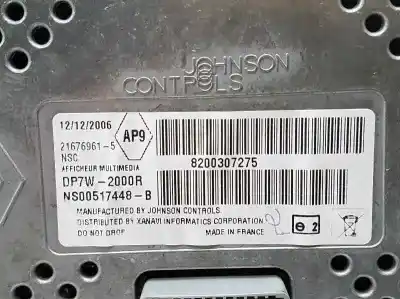 JOHNSON
CONTROLS
12/12/2006
AP9
21676961-5
NSC
8200307275
AFFICHEUR MULTIMEDIA
DP7W-2000R
NS00517448-B
MANUFACTURED BY JOHNSON CONTROLS
DISTRIBUTED BY XANAVI INFORMATICS CORPORATION
DO NOT DROP
MADE IN FRANCE
2